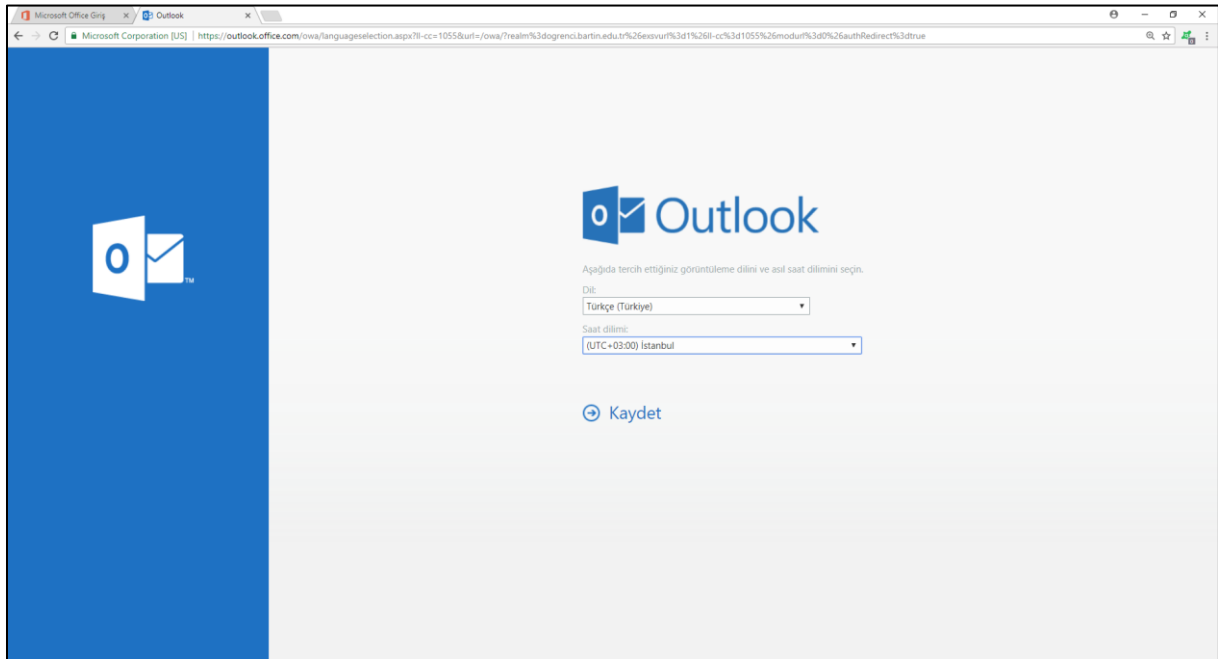 Microsoft Office Giriş
Outlook
Microsoft Corporation [US] | https://outlook.office.com/owa/languageselection.aspx?ll-cc=1055&url=/owa/?realm%3dogrenci.bartin.edu.tr%26exsvurl%3d1%26ll-cc%3d1055%26modurl%3d0%26authRedirect%3dtrue
Outlook
TM
Aşağıda tercih ettiğiniz görüntüleme dilini ve asıl saat dilimini seçin.
Dil:
Türkçe (Türkiye)
Saat dilimi:
(UTC+03:00) İstanbul
Kaydet